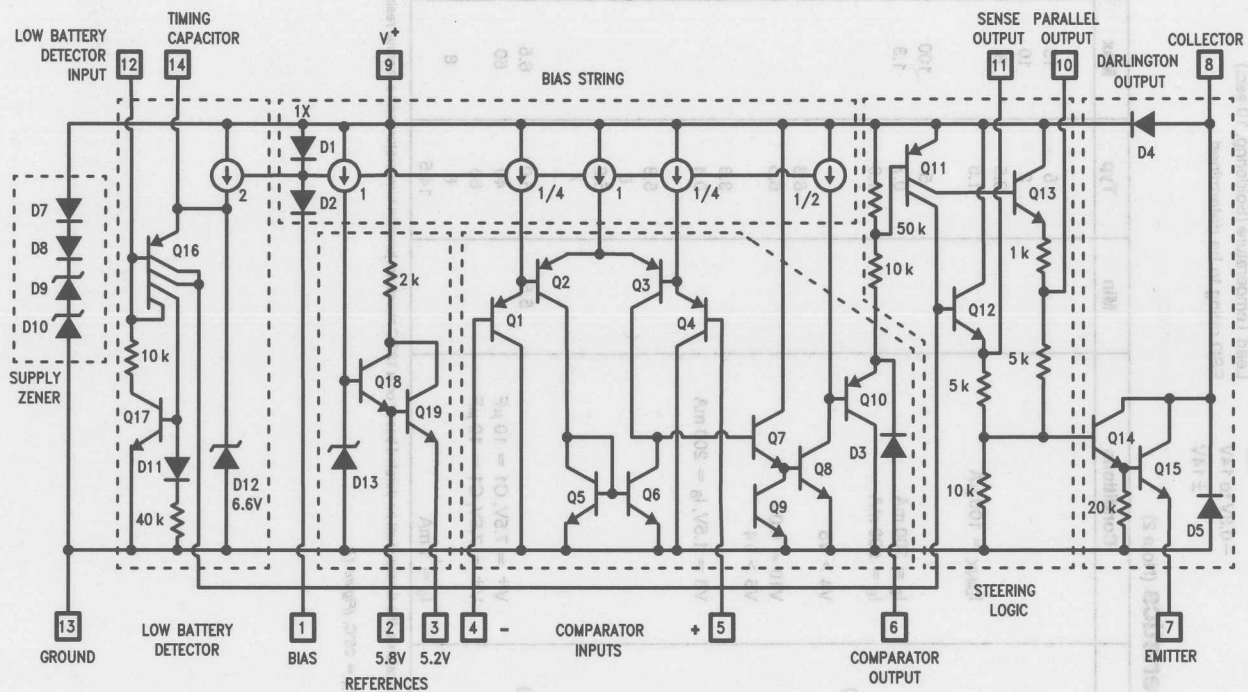 TIMING
CAPACITOR
LOW BATTERY
DETECTOR
INPUT
12
14
V+
9
BIAS STRING
SENSE
OUTPUT
11
PARALLEL
OUTPUT
10
COLLECTOR
8
DARLINGTON
OUTPUT
1X
D1
D2
2
1
1/4
1
1/4
1/2
Q11
Q13
D4
D7
D8
D9
D10
SUPPLY
ZENER
Q16
10 k
Q17
D11
40 k
D12
6.6V
2 k
Q18
Q19
D13
Q1
Q2
Q3
Q4
Q5
Q6
Q7
Q8
Q9
50 k
10 k
Q10
D3
Q12
1 k
5 k
5 k
10 k
Q14
Q15
20 k
D5
STEERING
LOGIC
13
GROUND
LOW BATTERY
DETECTOR
1
BIAS
2
5.8V
3
5.2V
REFERENCES
4
-
COMPARATOR
INPUTS
+
5
6
COMPARATOR
OUTPUT
7
EMITTER